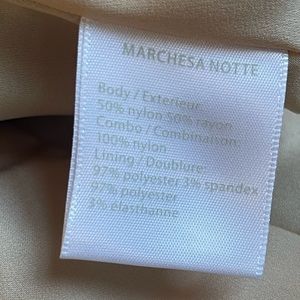 MARCHESA NOTTE
Body / Exterieur:
50% nylon 50% rayon
Combo / Combinaison:
100% nylon
Lining / Doublure:
97% polyester 3% spandex
97% polyester
3% elasthanne